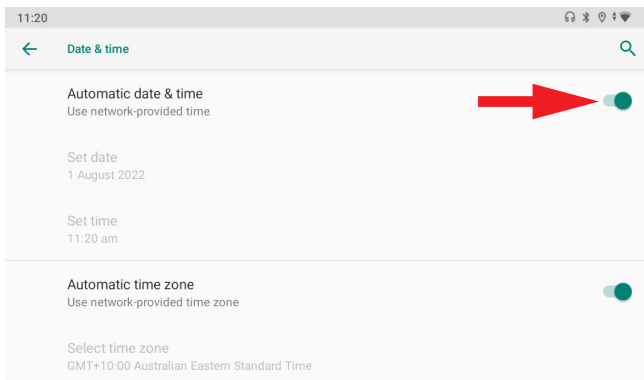 11:20
Date & time
Automatic date & time
Use network-provided time
Set date
1 August 2022
Set time
11:20 am
Automatic time zone
Use network-provided time zone
Select time zone
GMT+10:00 Australian Eastern Standard Time